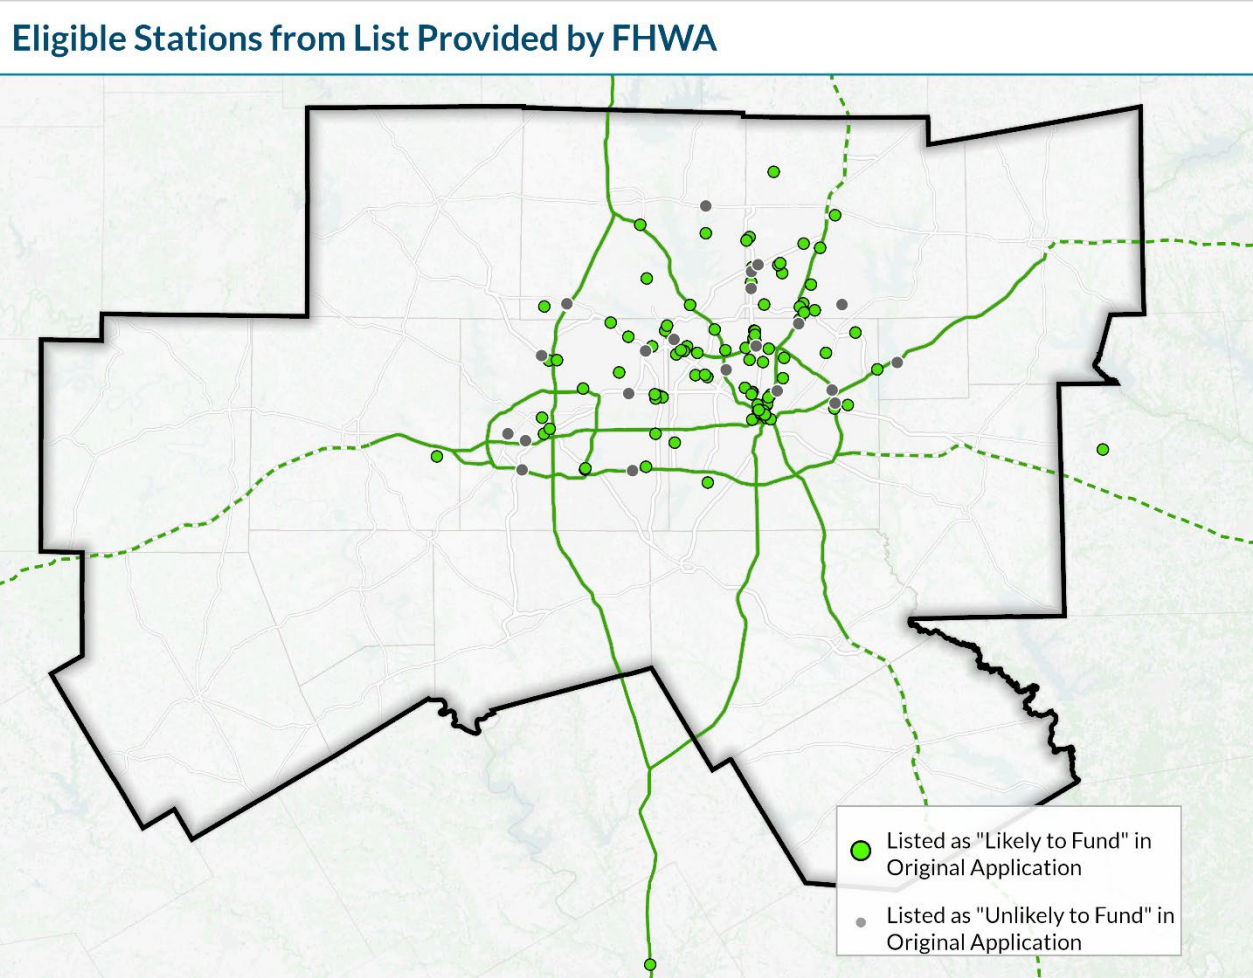 Eligible Stations from List Provided by FHWA
Listed as "Likely to Fund" in
Original Application
Listed as "Unlikely to Fund" in
Original Application